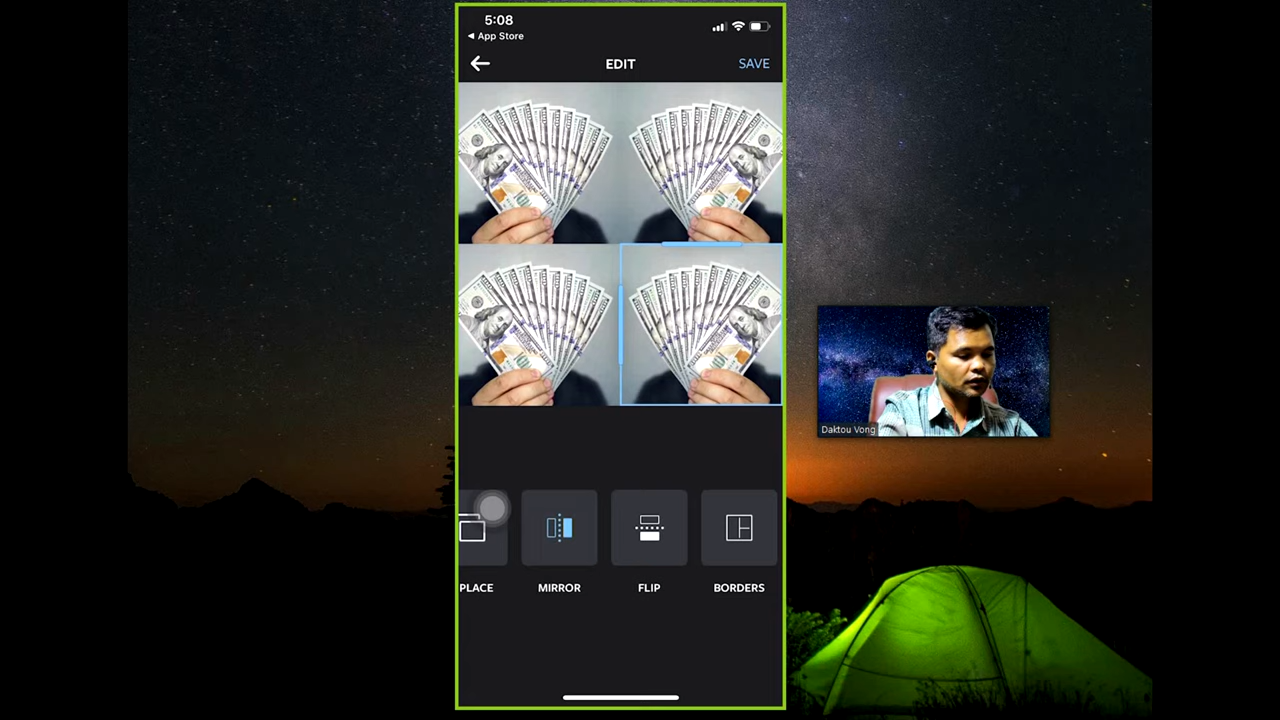 5:08
App Store
EDIT
SAVE
PLACE
MIRROR
FLIP
BORDERS
Daktou Vong